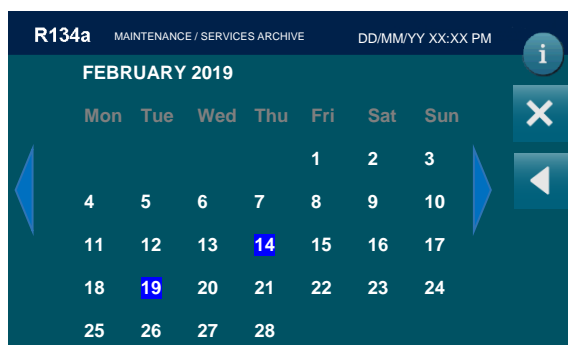 R134a MAINTENANCE / SERVICES ARCHIVE DD/MM/YY XX:XX PM
i
FEBRUARY 2019
Mon Tue Wed Thu Fri Sat Sun
1 2 3
4 5 6 7 8 9 10
11 12 13 14 15 16 17
18 19 20 21 22 23 24
25 26 27 28